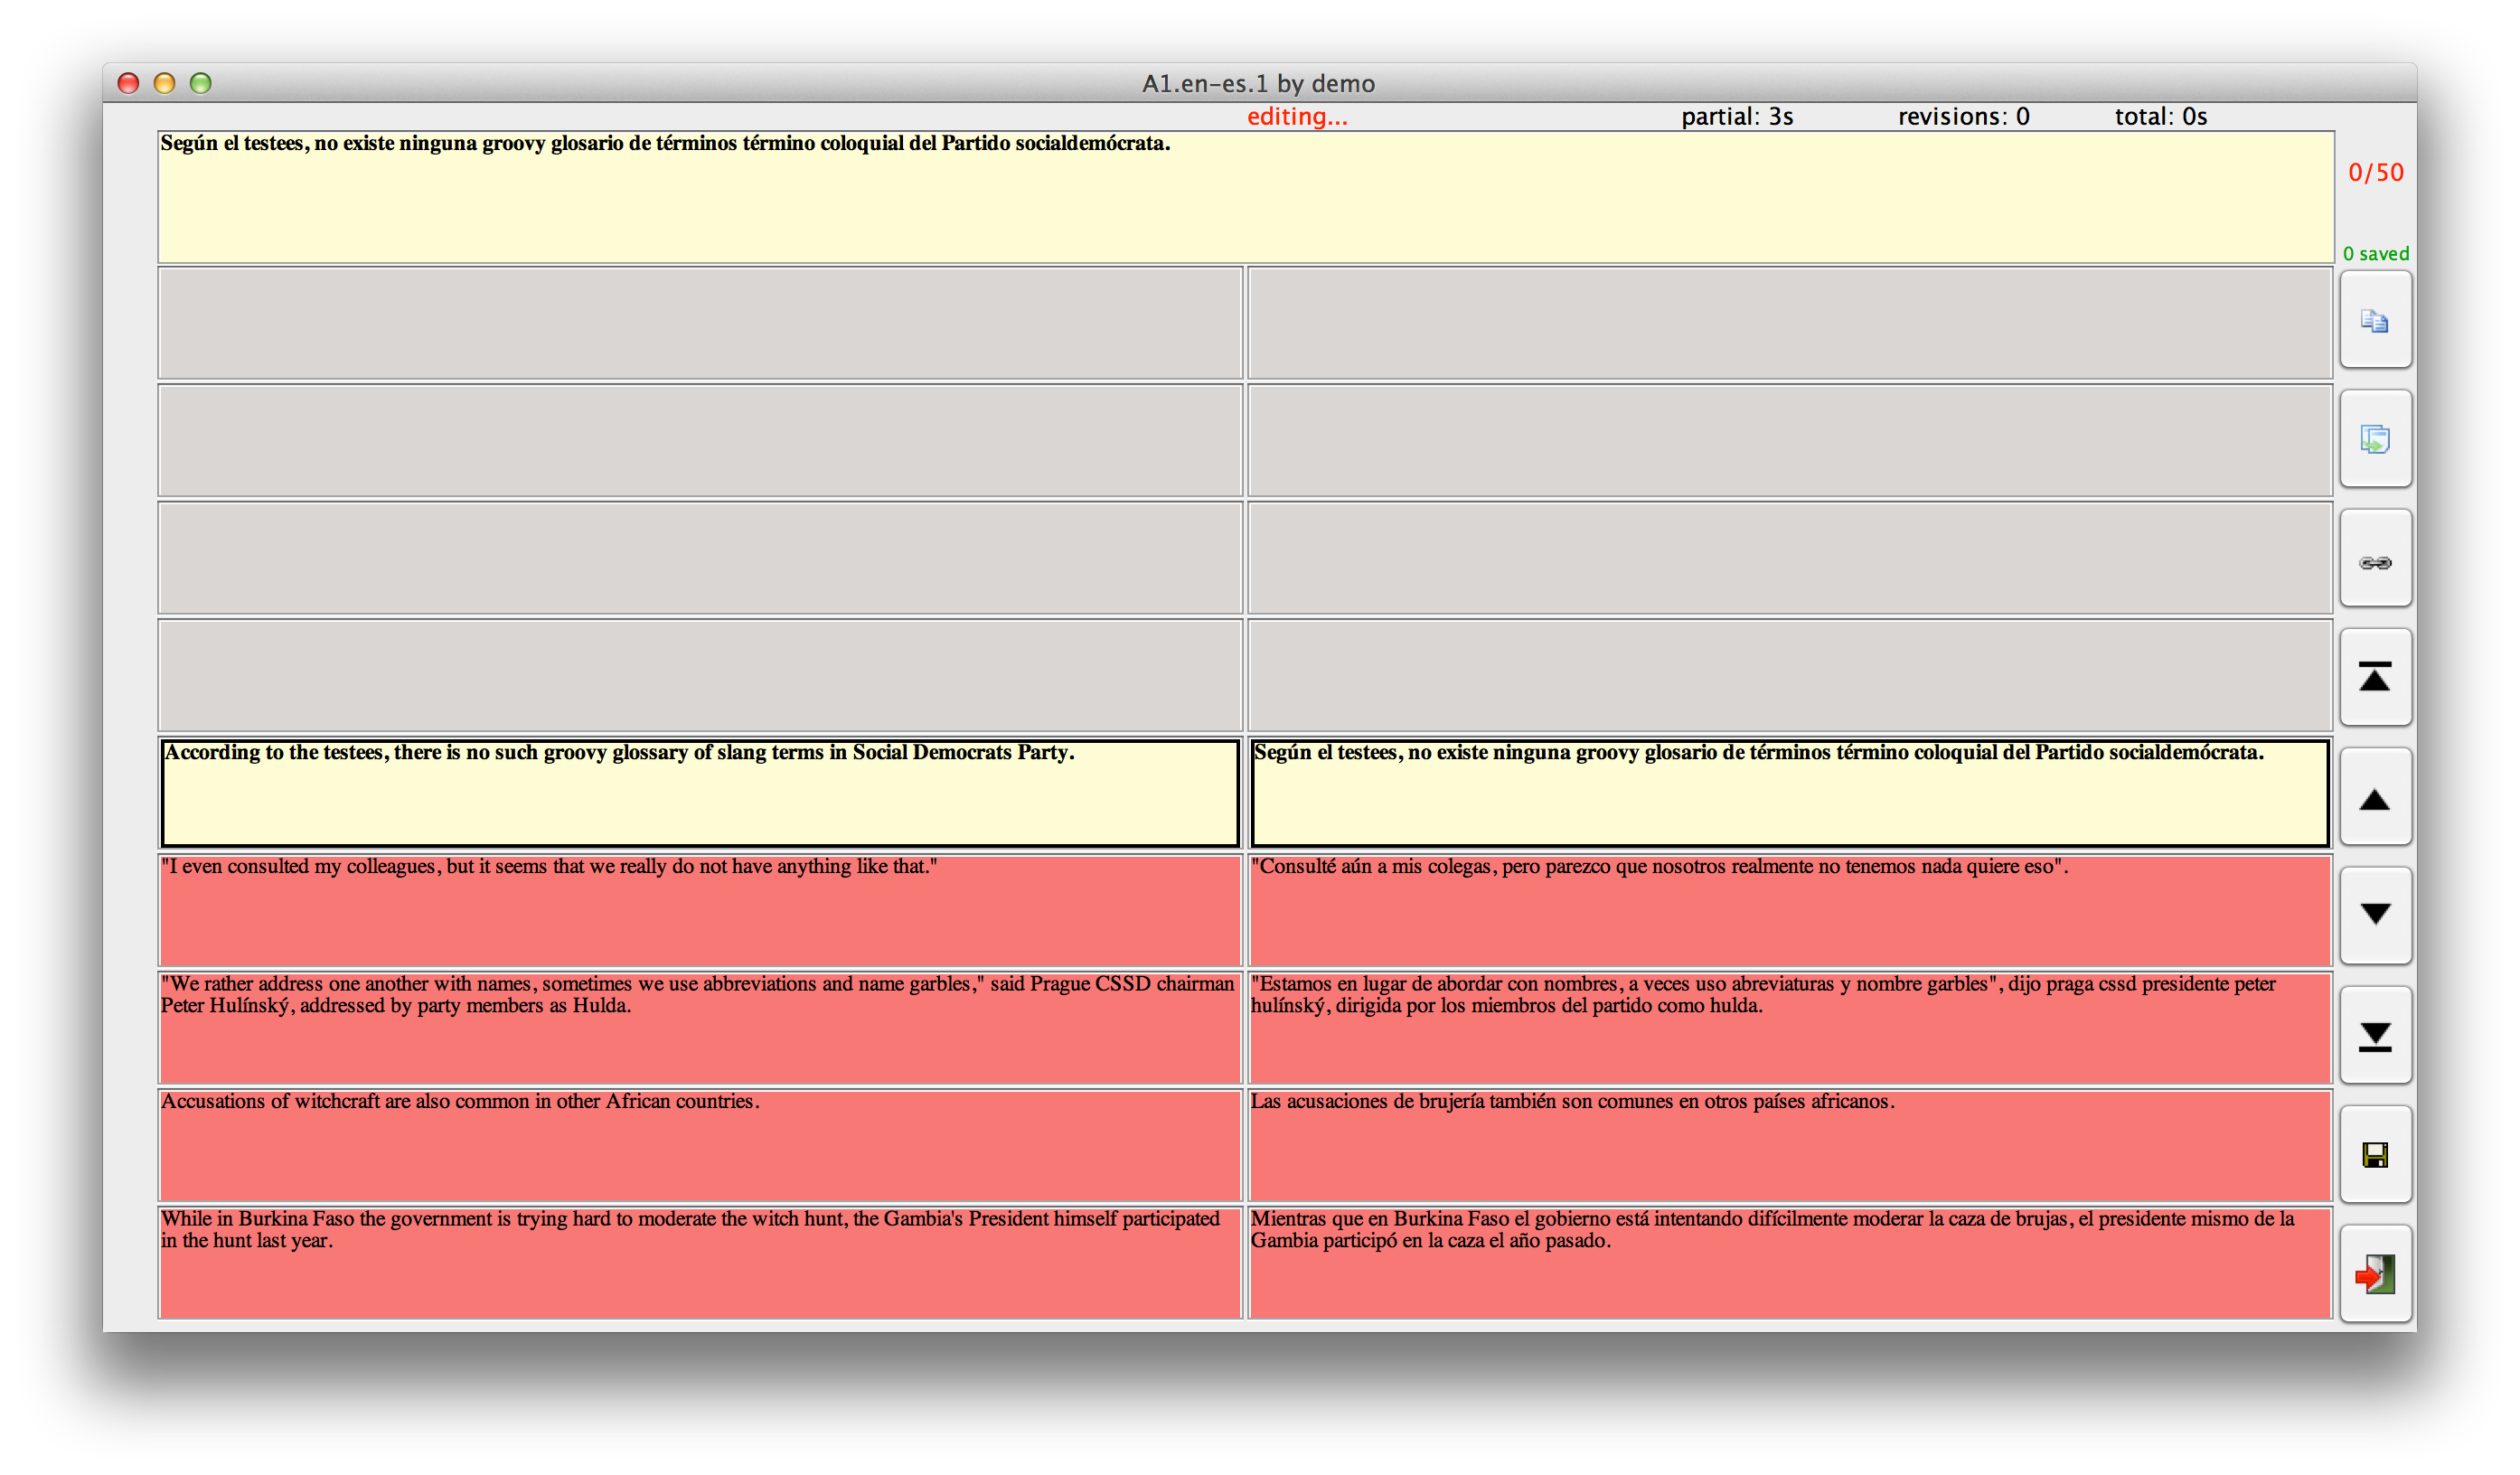 A1.en-es.1 by demo
editing... partial: 3s revisions: 0 total: 0s
Según el testees, no existe ninguna groovy glosario de términos término coloquial del Partido socialdemócrata.
0/50
0 saved
According to the testees, there is no such groovy glossary of slang terms in Social Democrats Party.
Según el testees, no existe ninguna groovy glosario de términos término coloquial del Partido socialdemócrata.
"I even consulted my colleagues, but it seems that we really do not have anything like that."
"Consulté aún a mis colegas, pero parezco que nosotros realmente no tenemos nada quiere eso".
"We rather address one another with names, sometimes we use abbreviations and name garbles," said Prague CSSD chairman
Peter Hulínský, addressed by party members as Hulda.
"Estamos en lugar de abordar con nombres, a veces uso abreviaturas y nombre garbles", dijo praga cssd presidente peter
hulínský, dirigida por los miembros del partido como hulda.
Accusations of witchcraft are also common in other African countries.
Las acusaciones de brujería también son comunes en otros países africanos.
While in Burkina Faso the government is trying hard to moderate the witch hunt, the Gambia's President himself participated
in the hunt last year.
Mientras que en Burkina Faso el gobierno está intentando difícilmente moderar la caza de brujas, el presidente mismo de la
Gambia participó en la caza el año pasado.